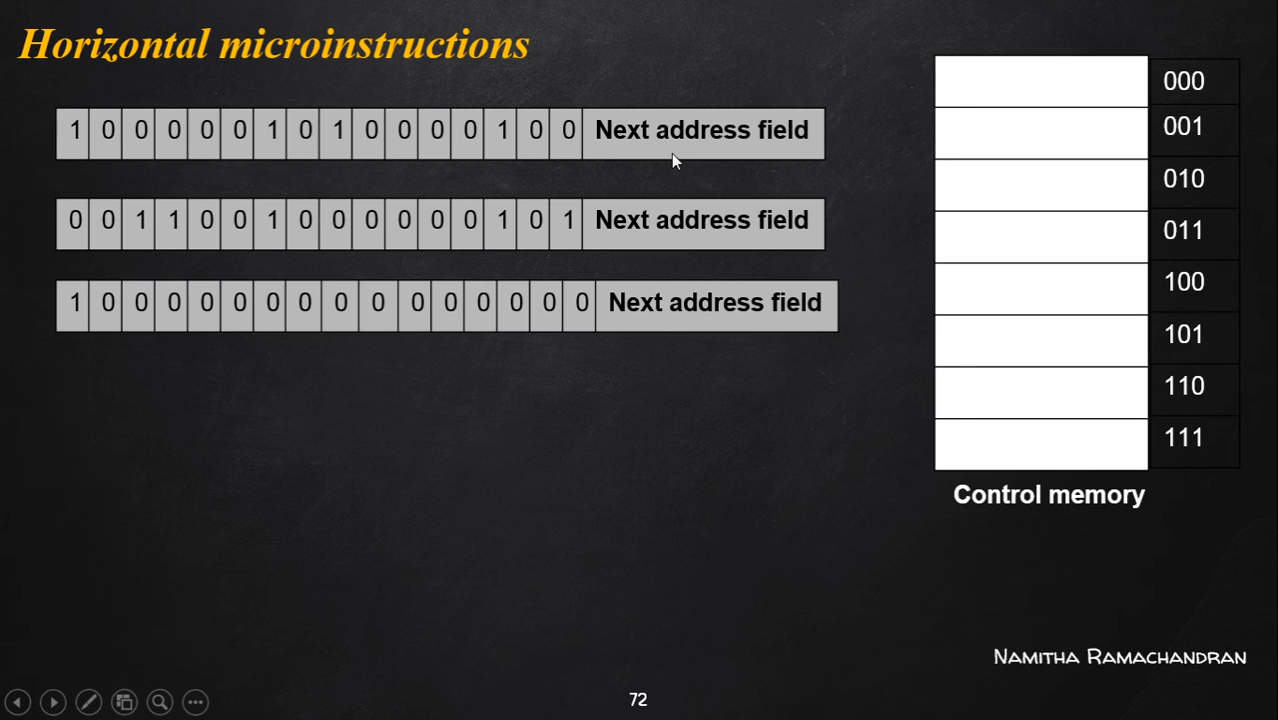 Horizontal microinstructions
1 0 0 0 0 0 1 0 1 0 0 0 0 1 0 0 Next address field
0 0 1 1 0 0 1 0 0 0 0 0 0 1 0 1 Next address field
1 0 0 0 0 0 0 0 0 0 0 0 0 0 0 0 Next address field
000
001
010
011
100
101
110
111
Control memory
Namitha Ramachandran
72